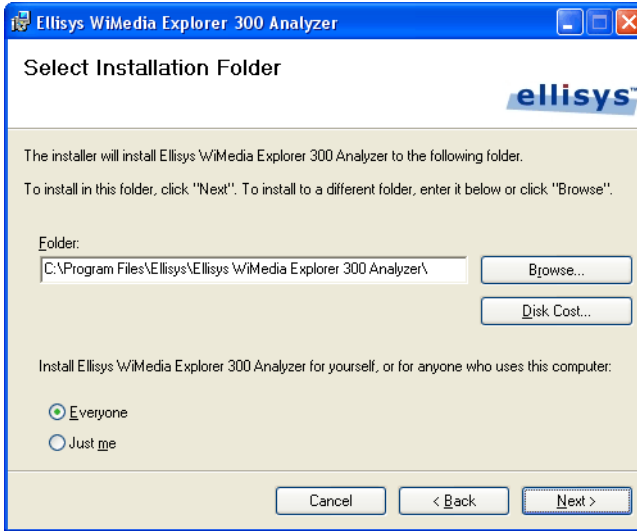 Ellisys WiMedia Explorer 300 Analyzer
Select Installation Folder
ellisys™
The installer will install Ellisys WiMedia Explorer 300 Analyzer to the following folder.
To install in this folder, click "Next". To install to a different folder, enter it below or click "Browse".
Folder:
C:\Program Files\Ellisys\Ellisys WiMedia Explorer 300 Analyzer\
Browse...
Disk Cost...
Install Ellisys WiMedia Explorer 300 Analyzer for yourself, or for anyone who uses this computer:
Everyone
Just me
Cancel < Back Next >